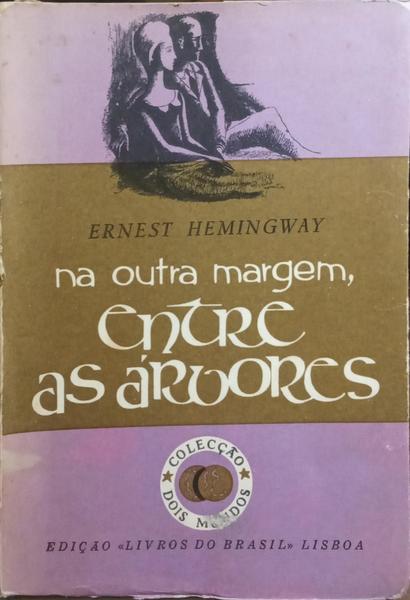 ERNEST HEMINGWAY
na outra margem,
entre
as árvores
COLECÇÃO
DOIS MUNDOS
EDIÇÃO «LIVROS DO BRASIL» LISBOA